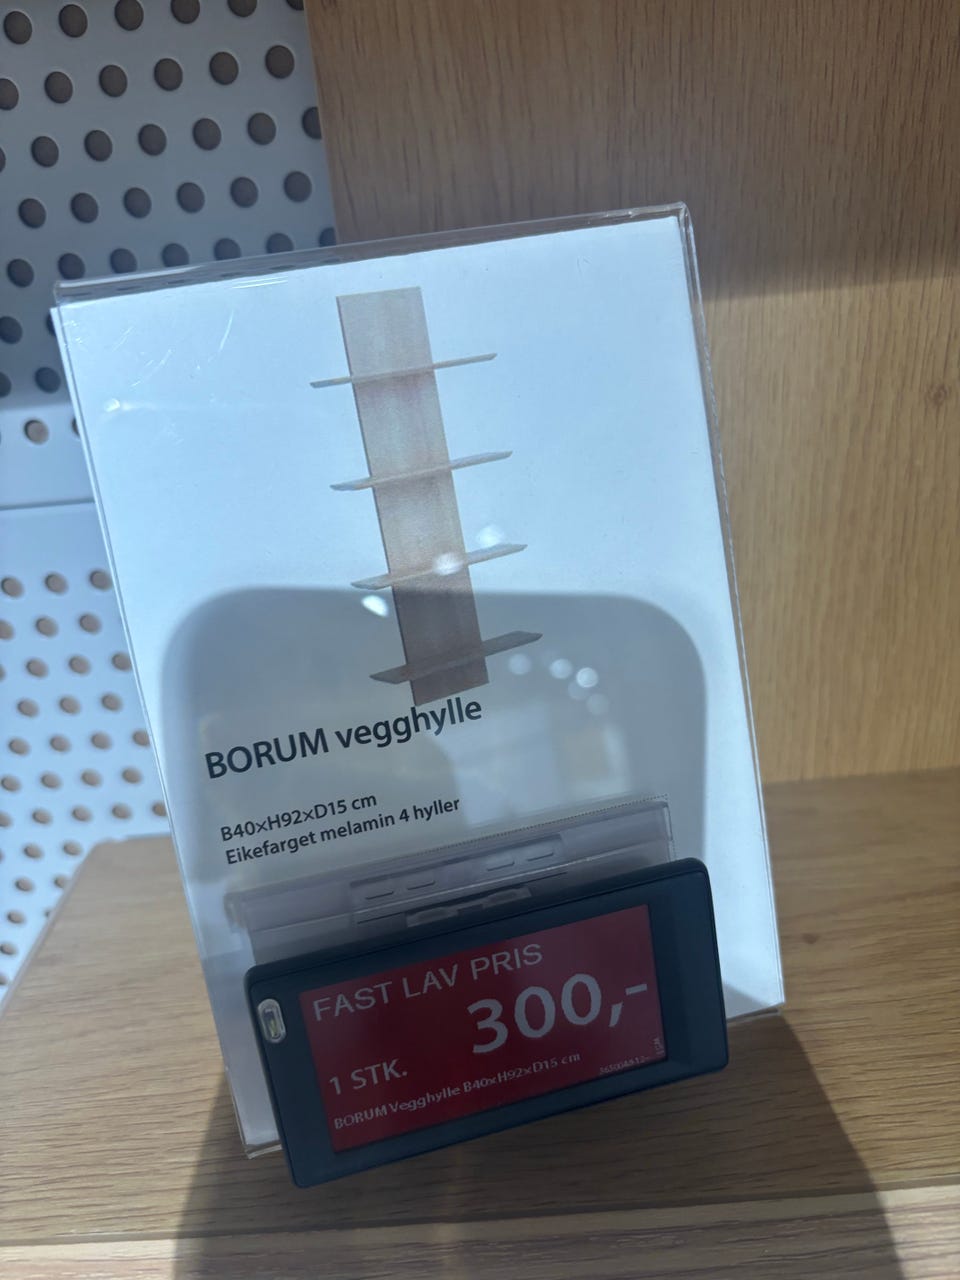 BORUM vegghylle
B40×H92×D15 cm
Eikefarget melamin 4 hyller
FAST LAV PRIS
300,-
1 STK.
BORUM Vegghylle B40×H92×D15 cm